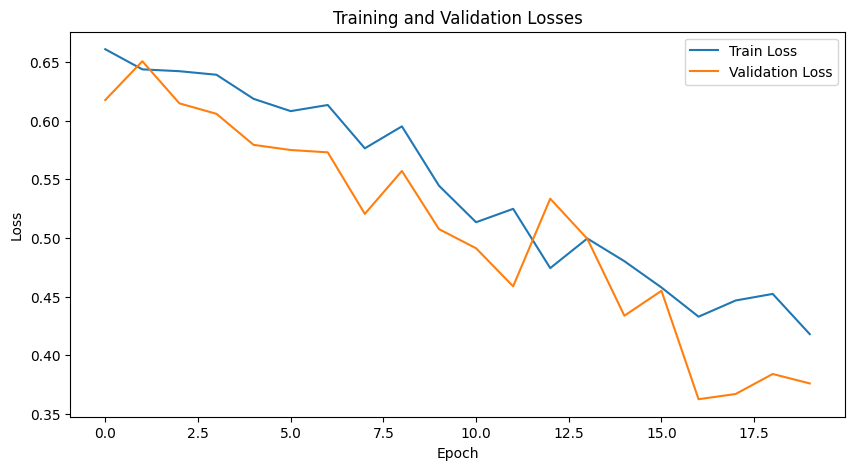 Training and Validation Losses
Train Loss
Validation Loss
Loss
0.65
0.60
0.55
0.50
0.45
0.40
0.35
0.0 2.5 5.0 7.5 10.0 12.5 15.0 17.5
Epoch